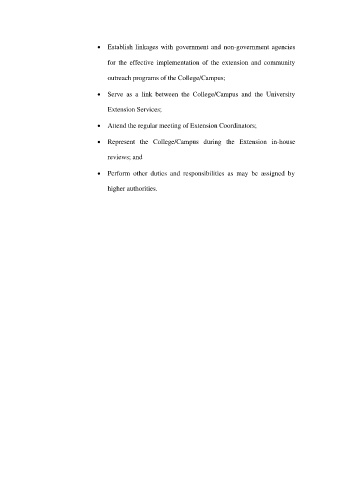 • Establish linkages with government and non-government agencies
for the effective implementation of the extension and community
outreach programs of the College/Campus;
• Serve as a link between the College/Campus and the University
Extension Services;
• Attend the regular meeting of Extension Coordinators;
• Represent the College/Campus during the Extension in-house
reviews; and
• Perform other duties and responsibilities as may be assigned by
higher authorities.